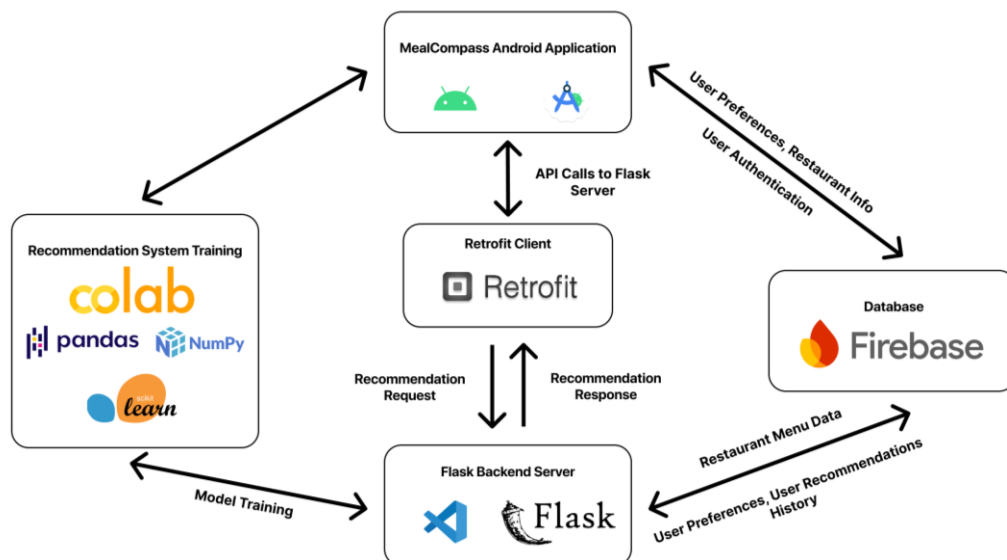 MealCompass Android Application
User Preferences, Restaurant Info
User Authentication
API Calls to Flask
Server
Recommendation System Training
colab
pandas
NumPy
scikit
learn
Retrofit Client
Retrofit
Database
Firebase
Recommendation
Request
Recommendation
Response
Restaurant Menu Data
User Preferences, User Recommendations
History
Model Training
Flask Backend Server
Flask